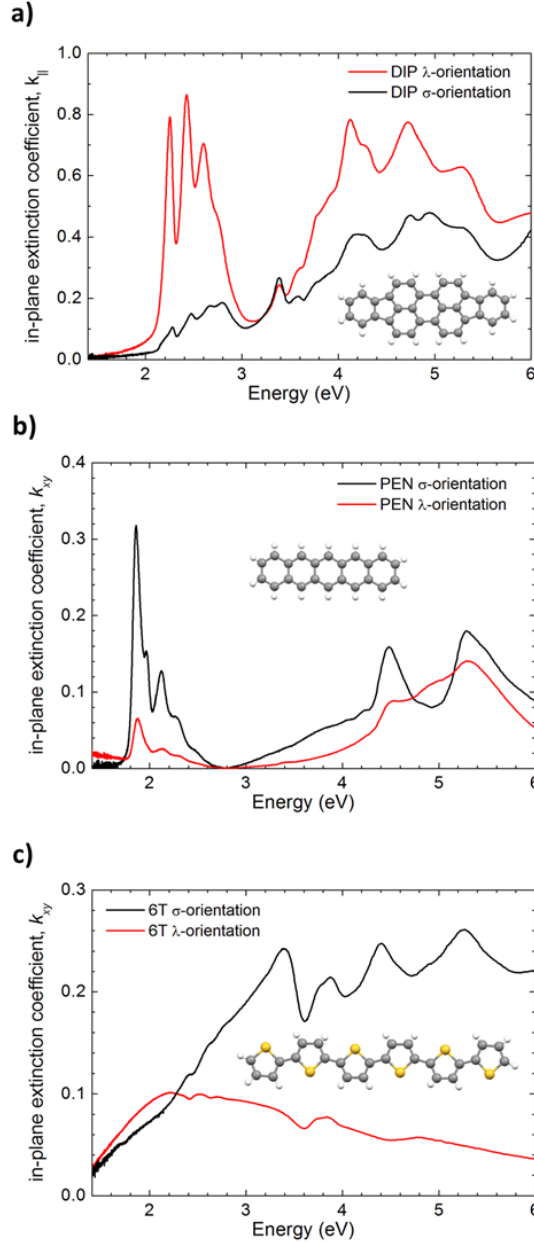 a)
in-plane extinction coefficient, k||
1.0
0.8
0.6
0.4
0.2
0.0
DIP λ-orientation
DIP σ-orientation
2 3 4 5 6
Energy (eV)
b)
in-plane extinction coefficient, kxy
0.4
0.3
0.2
0.1
0.0
PEN σ-orientation
PEN λ-orientation
2 3 4 5 6
Energy (eV)
c)
in-plane extinction coefficient, kxy
0.3
0.2
0.1
0.0
6T σ-orientation
6T λ-orientation
2 3 4 5 6
Energy (eV)